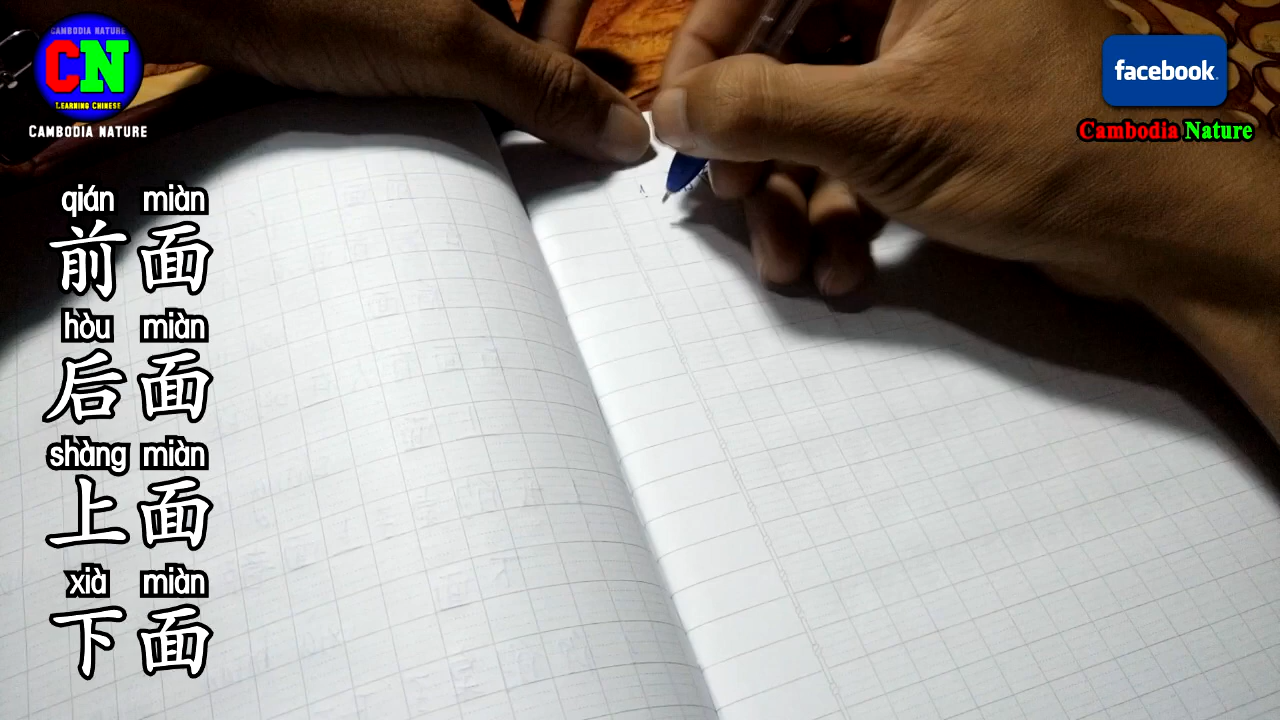 CAMBODIA NATURE
CN
LEARNING CHINESE
CAMBODIA NATURE
facebook
Cambodia Nature
qián miàn
前面
hòu miàn
后面
shàng miàn
上面
xià miàn
下面
1.